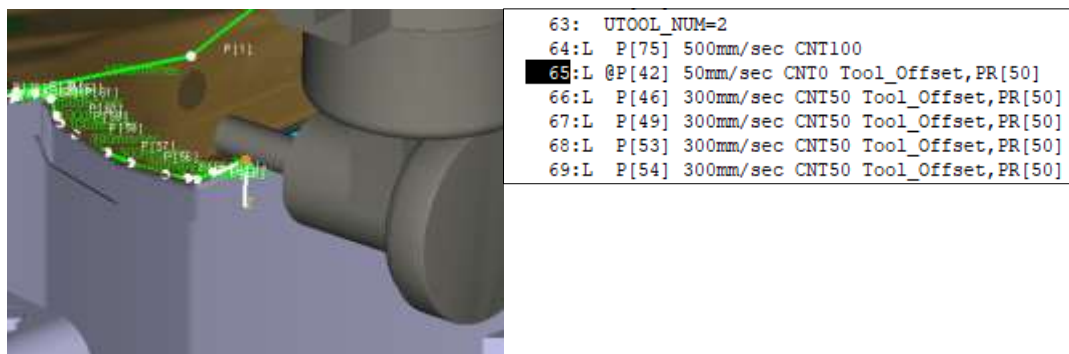 63: UTOOL_NUM=2
64:L P[75] 500mm/sec CNT100
65:L @P[42] 50mm/sec CNT0 Tool_Offset,PR[50]
66:L P[46] 300mm/sec CNT50 Tool_Offset,PR[50]
67:L P[49] 300mm/sec CNT50 Tool_Offset,PR[50]
68:L P[53] 300mm/sec CNT50 Tool_Offset,PR[50]
69:L P[54] 300mm/sec CNT50 Tool_Offset,PR[50]